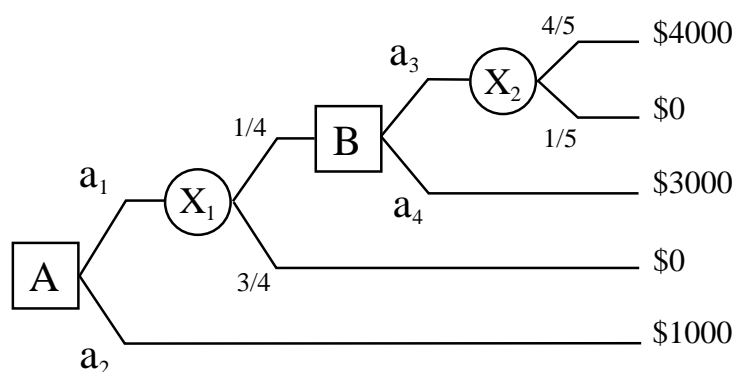 4/5
$4000
a₃
X₂
$0
1/5
1/4
B
a₄
$3000
a₁
X₁
3/4
$0
A
a₂
$1000